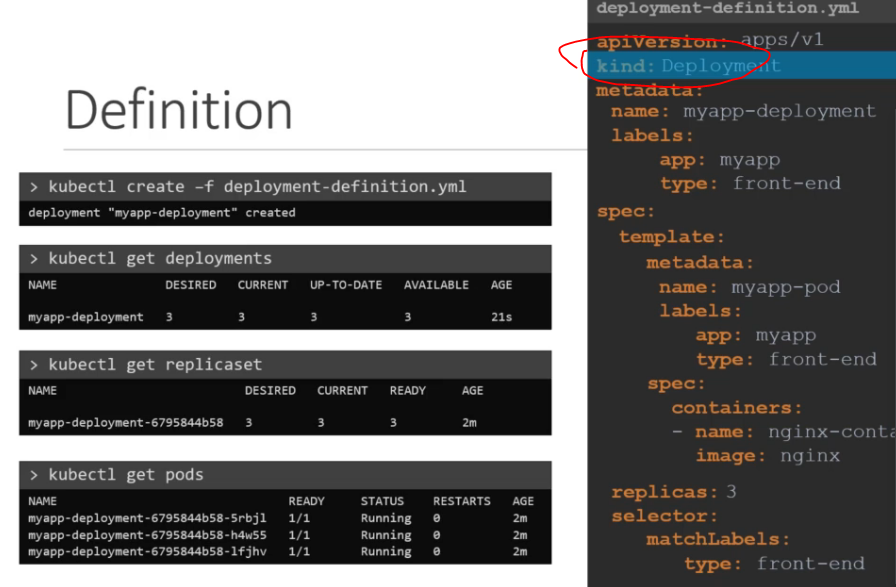 Definition
> kubectl create –f deployment-definition.yml
deployment "myapp-deployment" created
> kubectl get deployments
NAME DESIRED CURRENT UP-TO-DATE AVAILABLE AGE
myapp-deployment 3 3 3 3 21s
> kubectl get replicaset
NAME DESIRED CURRENT READY AGE
myapp-deployment-6795844b58 3 3 3 2m
> kubectl get pods
NAME READY STATUS RESTARTS AGE
myapp-deployment-6795844b58-5rbjl 1/1 Running 0 2m
myapp-deployment-6795844b58-h4w55 1/1 Running 0 2m
myapp-deployment-6795844b58-lfjhv 1/1 Running 0 2m
deployment-definition.yml
apiVersion: apps/v1
kind: Deployment
metadata:
name: myapp-deployment
labels:
app: myapp
type: front-end
spec:
template:
metadata:
name: myapp-pod
labels:
app: myapp
type: front-end
spec:
containers:
- name: nginx-conta
image: nginx
replicas: 3
selector:
matchLabels:
type: front-end